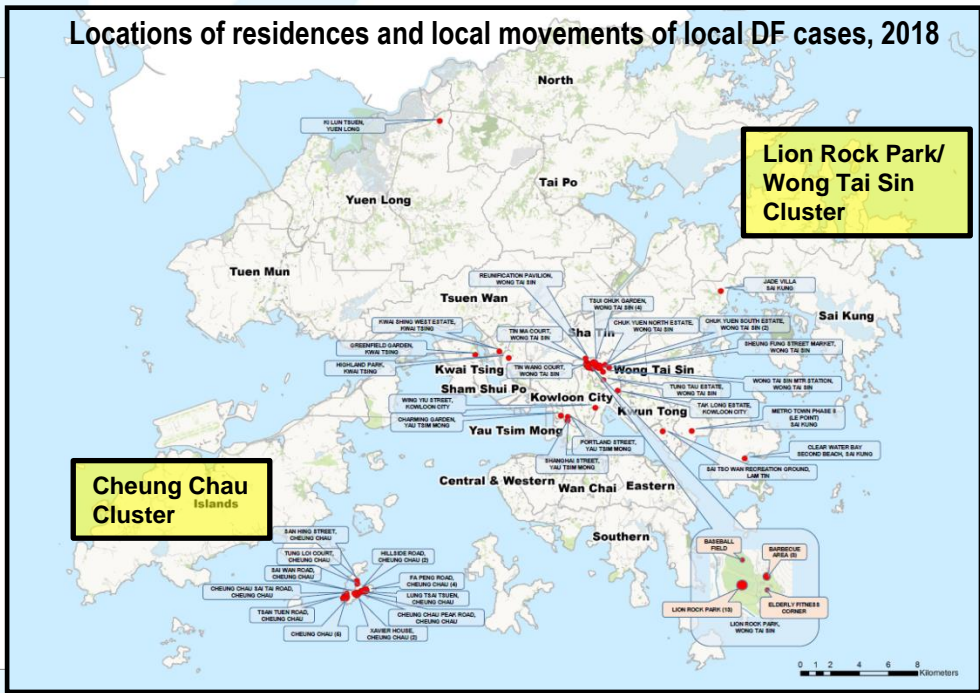 Locations of residences and local movements of local DF cases, 2018
North
KI LUN TSUEN,
YUEN LONG
Lion Rock Park/
Wong Tai Sin
Cluster
Tai Po
Yuen Long
Tuen Mun
REUNIFICATION PAVILION,
WONG TAI SIN
JADE VILLA
SAI KUNG
Tsuen Wan
TSUI CHUK GARDEN,
WONG TAI SIN (4)
Sai Kung
KWAI SHING WEST ESTATE,
KWAI TSING
TIN MA COURT,
WONG TAI SIN
Sha Tin
CHUK YUEN NORTH ESTATE,
WONG TAI SIN
CHUK YUEN SOUTH ESTATE,
WONG TAI SIN (2)
GREENFIELD GARDEN,
KWAI TSING
SHEUNG FUNG STREET MARKET,
WONG TAI SIN
HIGHLAND PARK,
KWAI TSING
Kwai Tsing
TIN WANG COURT,
WONG TAI SIN
Wong Tai Sin
WONG TAI SIN MTR STATION,
WONG TAI SIN
Sham Shui Po
TUNG TAU ESTATE,
WONG TAI SIN
WING YIU STREET,
KOWLOON CITY
Kowloon City
TAK LONG ESTATE,
KOWLOON CITY
Kwun Tong
METRO TOWN PHASE II
(LE POINT)
SAI KUNG
CHARMING GARDEN,
YAU TSIM MONG
Yau Tsim Mong
PORTLAND STREET,
YAU TSIM MONG
CLEAR WATER BAY
SECOND BEACH, SAI KUNG
SHANGHAI STREET,
YAU TSIM MONG
SAI TSO WAN RECREATION GROUND,
LAM TIN
Cheung Chau
Cluster
Islands
Central & Western
Wan Chai
Eastern
Southern
SAN HING STREET,
CHEUNG CHAU
TUNG LOI COURT,
CHEUNG CHAU
HILLSIDE ROAD,
CHEUNG CHAU (2)
SAI WAN ROAD,
CHEUNG CHAU
FA PENG ROAD,
CHEUNG CHAU (4)
CHEUNG CHAU SAI TAI ROAD,
CHEUNG CHAU
LUNG TSAI TSUEN,
CHEUNG CHAU
TSAN TUEN ROAD,
CHEUNG CHAU
CHEUNG CHAU PEAK ROAD,
CHEUNG CHAU
CHEUNG CHAU (6)
XAVIER HOUSE,
CHEUNG CHAU (2)
BASEBALL
FIELD
BARBECUE
AREA (5)
LION ROCK PARK (13)
ELDERLY FITNESS
CORNER
LION ROCK PARK,
WONG TAI SIN
0 1 2 4 6 8
Kilometers